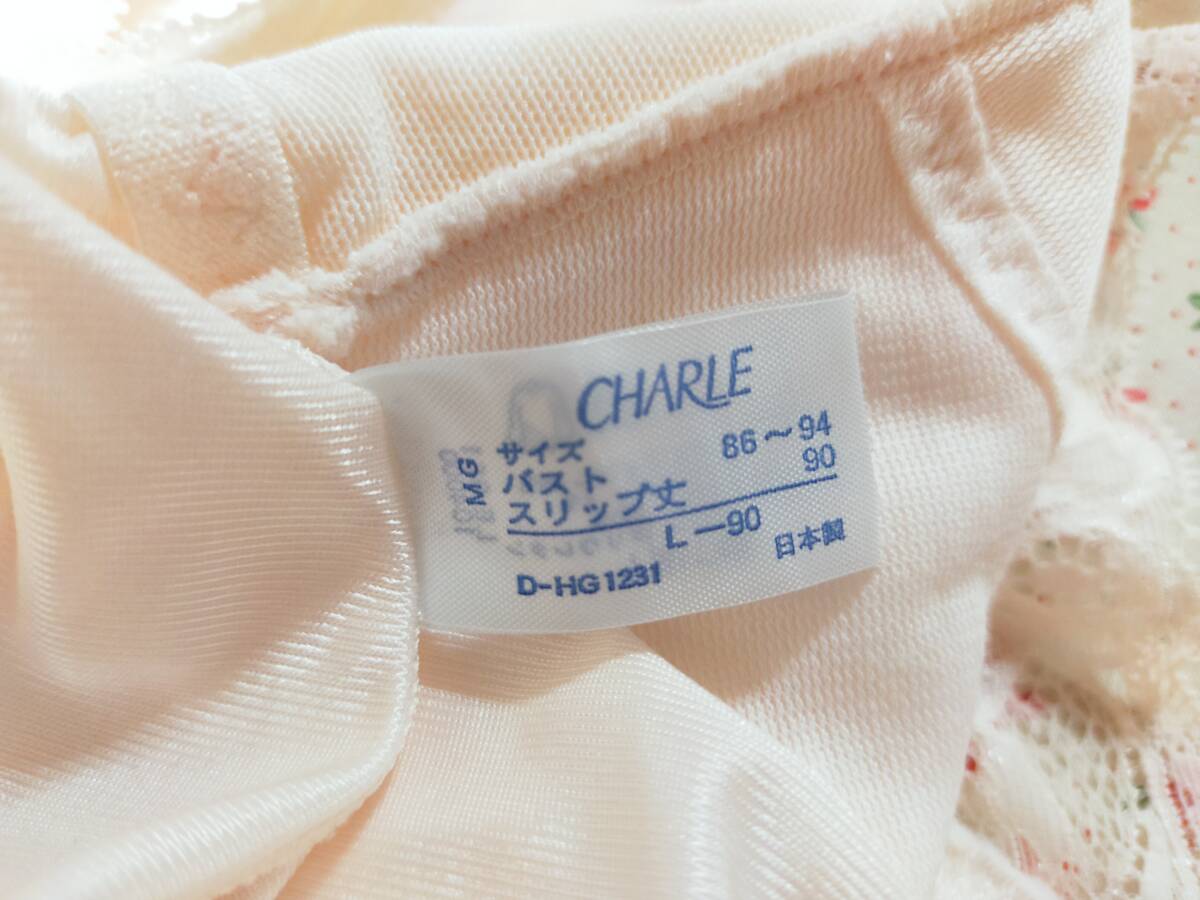 CHARLE
サイズ
バスト 86～94
スリップ丈 90
L－90
D-HG1231 日本製
MG